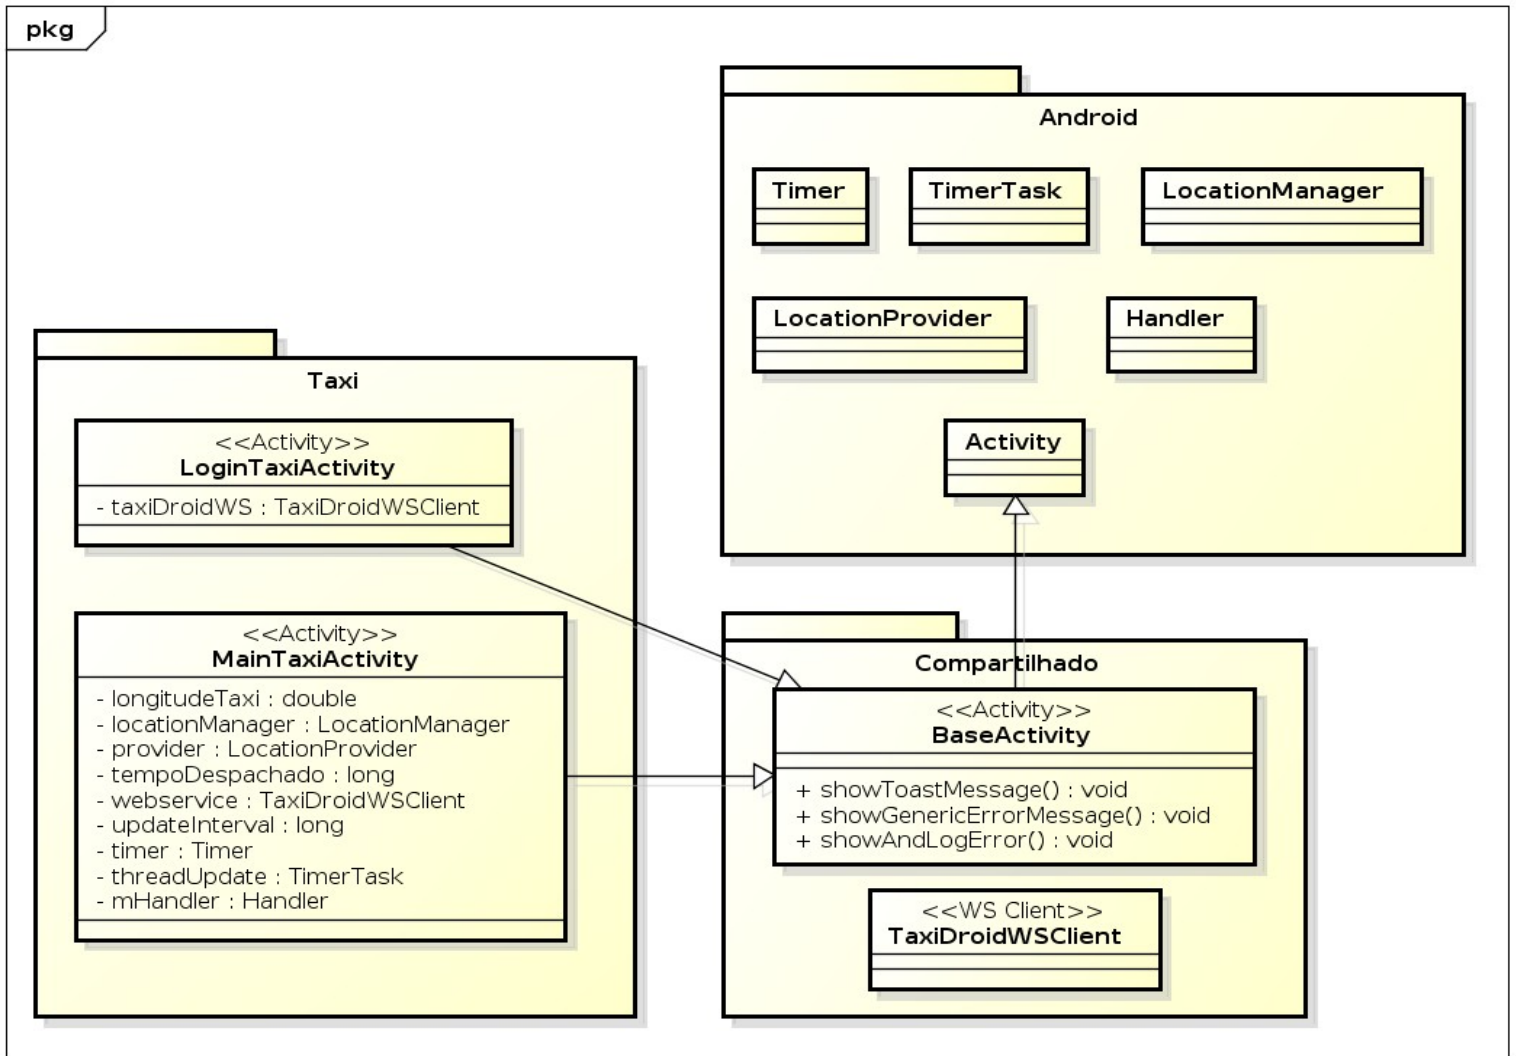 pkg
Android
Timer
TimerTask
LocationManager
LocationProvider
Handler
Activity
Taxi
<<Activity>>
LoginTaxiActivity
- taxiDroidWS : TaxiDroidWSClient
<<Activity>>
MainTaxiActivity
- longitudeTaxi : double
- locationManager : LocationManager
- provider : LocationProvider
- tempoDespachado : long
- webservice : TaxiDroidWSClient
- updateInterval : long
- timer : Timer
- threadUpdate : TimerTask
- mHandler : Handler
Compartilhado
<<Activity>>
BaseActivity
+ showToastMessage() : void
+ showGenericErrorMessage() : void
+ showAndLogError() : void
<<WS Client>>
TaxiDroidWSClient